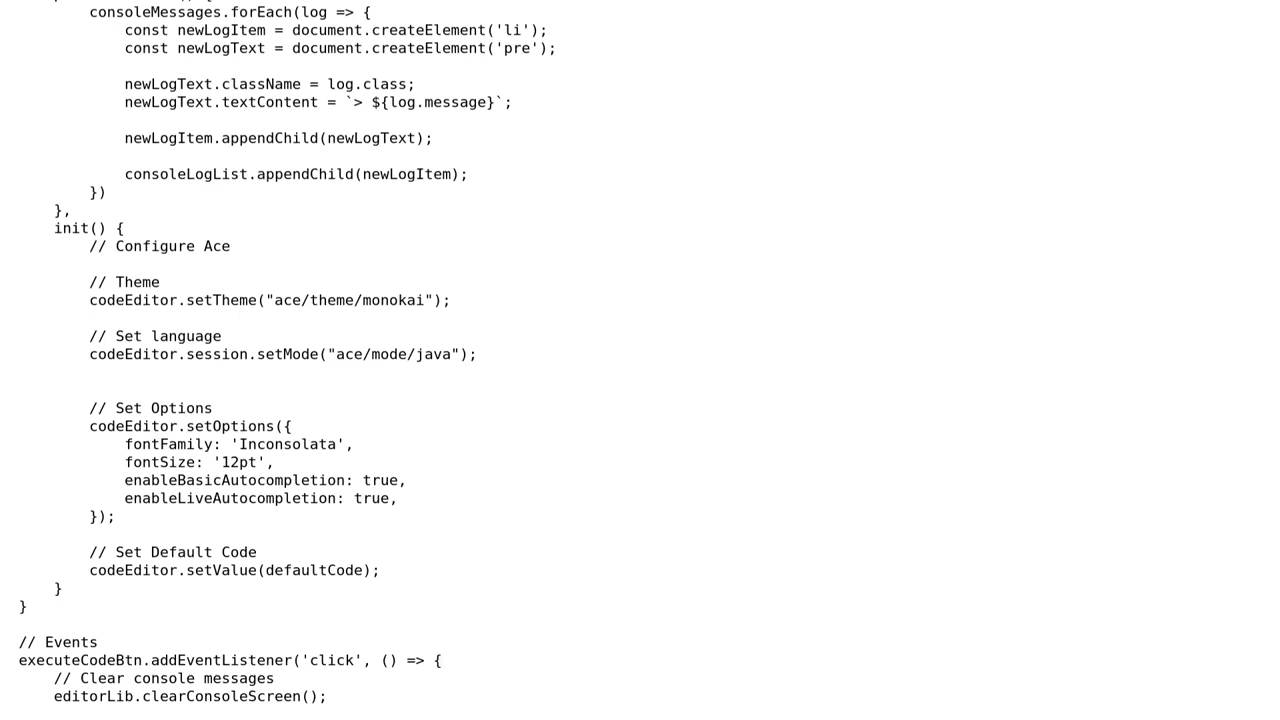 consoleMessages.forEach(log => {
            const newLogItem = document.createElement('li');
            const newLogText = document.createElement('pre');

            newLogText.className = log.class;
            newLogText.textContent = `> ${log.message}`;

            newLogItem.appendChild(newLogText);

            consoleLogList.appendChild(newLogItem);
        })
    },
    init() {
        // Configure Ace

        // Theme
        codeEditor.setTheme("ace/theme/monokai");

        // Set language
        codeEditor.session.setMode("ace/mode/java");


        // Set Options
        codeEditor.setOptions({
            fontFamily: 'Inconsolata',
            fontSize: '12pt',
            enableBasicAutocompletion: true,
            enableLiveAutocompletion: true,
        });

        // Set Default Code
        codeEditor.setValue(defaultCode);
    }
}

// Events
executeCodeBtn.addEventListener('click', () => {
    // Clear console messages
    editorLib.clearConsoleScreen();